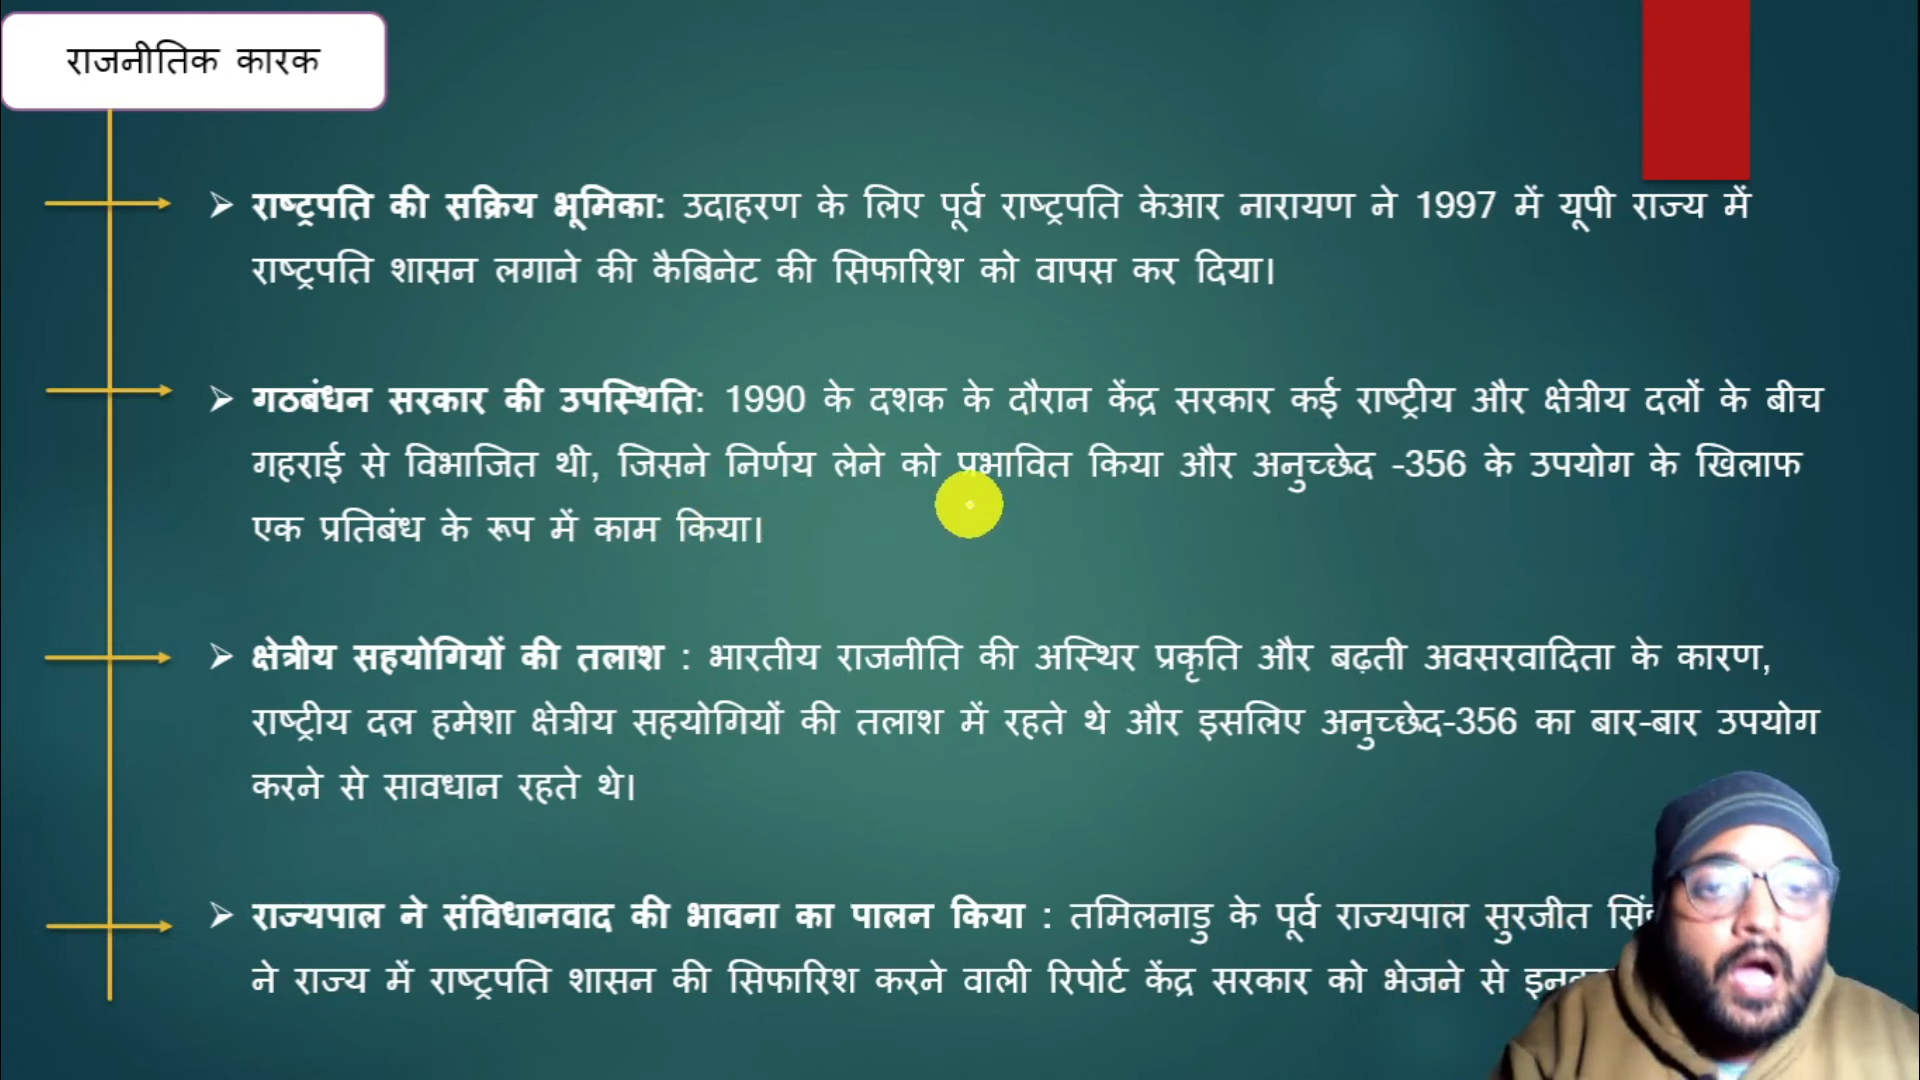 राजनीतिक कारक
➢ राष्ट्रपति की सक्रिय भूमिका: उदाहरण के लिए पूर्व राष्ट्रपति केआर नारायण ने 1997 में यूपी राज्य में
राष्ट्रपति शासन लगाने की कैबिनेट की सिफारिश को वापस कर दिया।
➢ गठबंधन सरकार की उपस्थिति: 1990 के दशक के दौरान केंद्र सरकार कई राष्ट्रीय और क्षेत्रीय दलों के बीच
गहराई से विभाजित थी, जिसने निर्णय लेने को प्रभावित किया और अनुच्छेद -356 के उपयोग के खिलाफ
एक प्रतिबंध के रूप में काम किया।
➢ क्षेत्रीय सहयोगियों की तलाश : भारतीय राजनीति की अस्थिर प्रकृति और बढ़ती अवसरवादिता के कारण,
राष्ट्रीय दल हमेशा क्षेत्रीय सहयोगियों की तलाश में रहते थे और इसलिए अनुच्छेद-356 का बार-बार उपयोग
करने से सावधान रहते थे।
➢ राज्यपाल ने संविधानवाद की भावना का पालन किया : तमिलनाडु के पूर्व राज्यपाल सुरजीत
ने राज्य में राष्ट्रपति शासन की सिफारिश करने वाली रिपोर्ट केंद्र सरकार को भेजने से